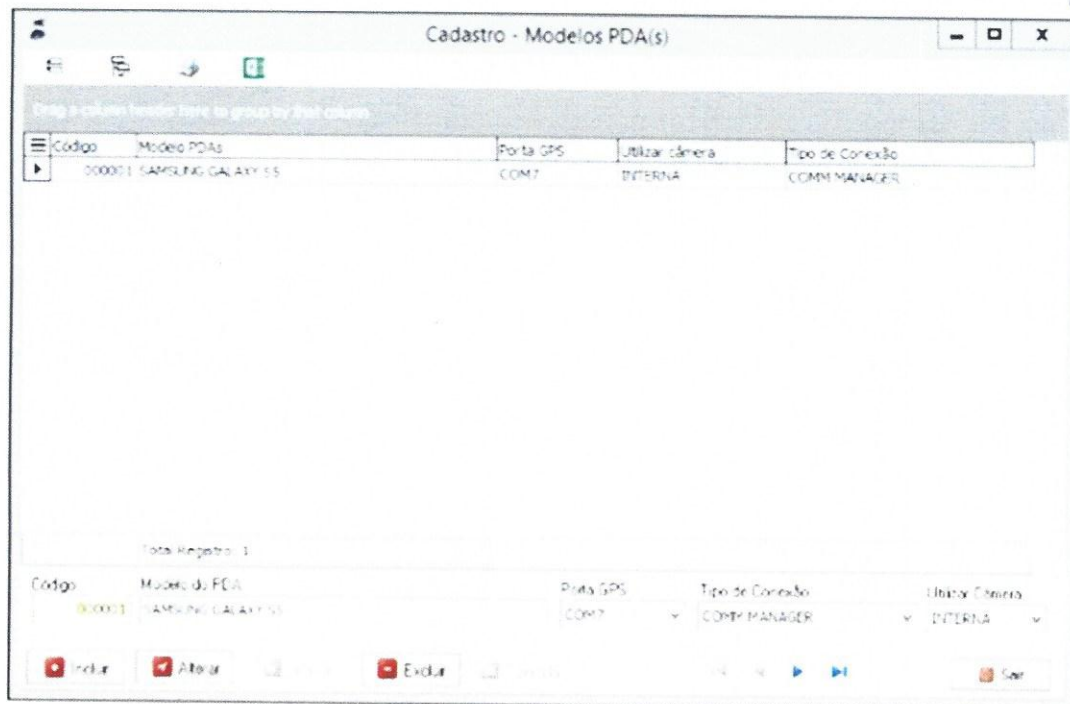 Cadastro - Modelos PDA(s)
Drag a column header here to group by that column
Código Modelo PDAs Porta GPS Utilizar câmera Tipo de Conexão
000001 SAMSUNG GALAXY S5 COM7 INTERNA COMM MANAGER
Total Registro: 1
Código Modelo do PDA Porta GPS Tipo de Conexão Utilizar Câmera
000001 SAMSUNG GALAXY S5 COM7 COMM MANAGER INTERNA
Incluir Alterar Excluir Sair